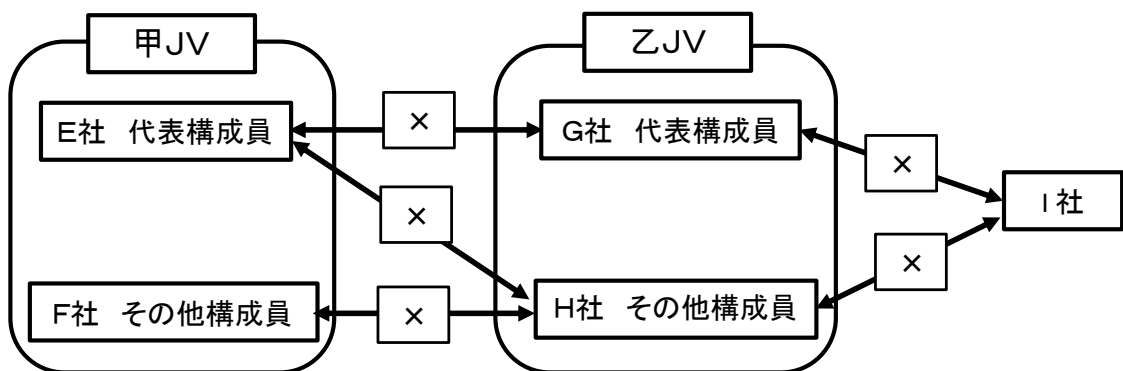 甲JV
乙JV
E社 代表構成員
×
G社 代表構成員
×
I社
×
×
F社 その他構成員
×
H社 その他構成員